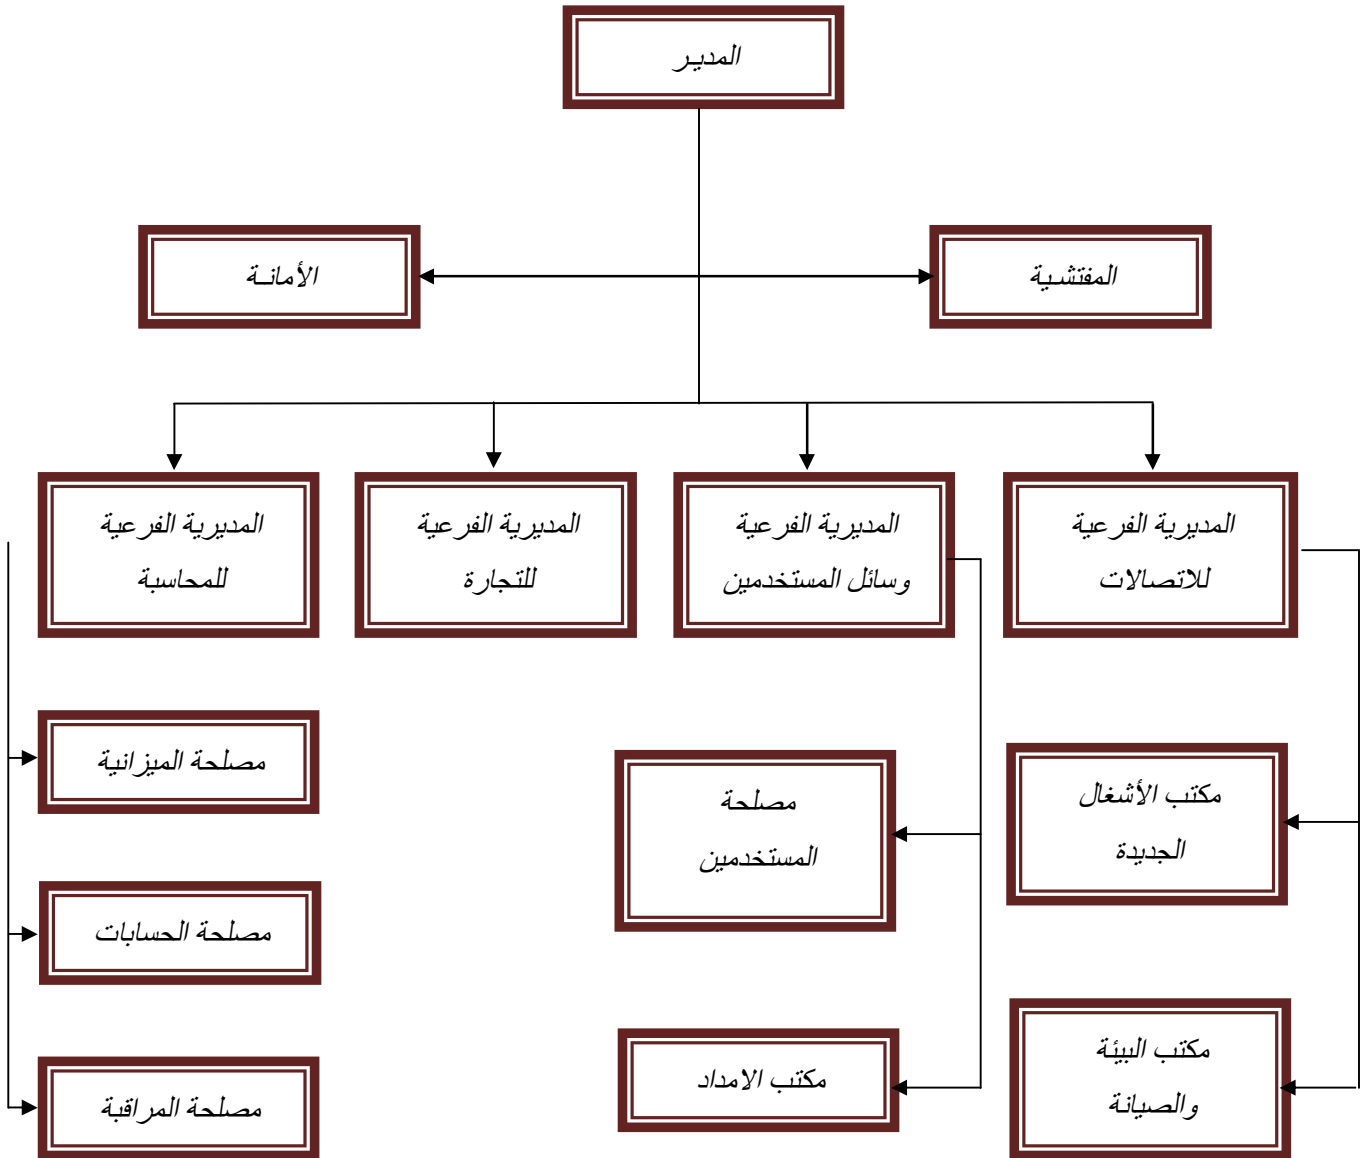 المديـر
المفتشـية
الأمانـة
المديرية الفرعية
للاتصالات
المديرية الفرعية
وسائل المستخدمين
المديرية الفرعية
للتجارة
المديرية الفرعية
للمحاسبة
مكتب الأشغال
الجديدة
مصلحة
المستخدمين
مصلحة الميزانية
مصلحة الحسابات
مكتب البيئة
والصيانة
مكتب الامداد
مصلحة المراقبة